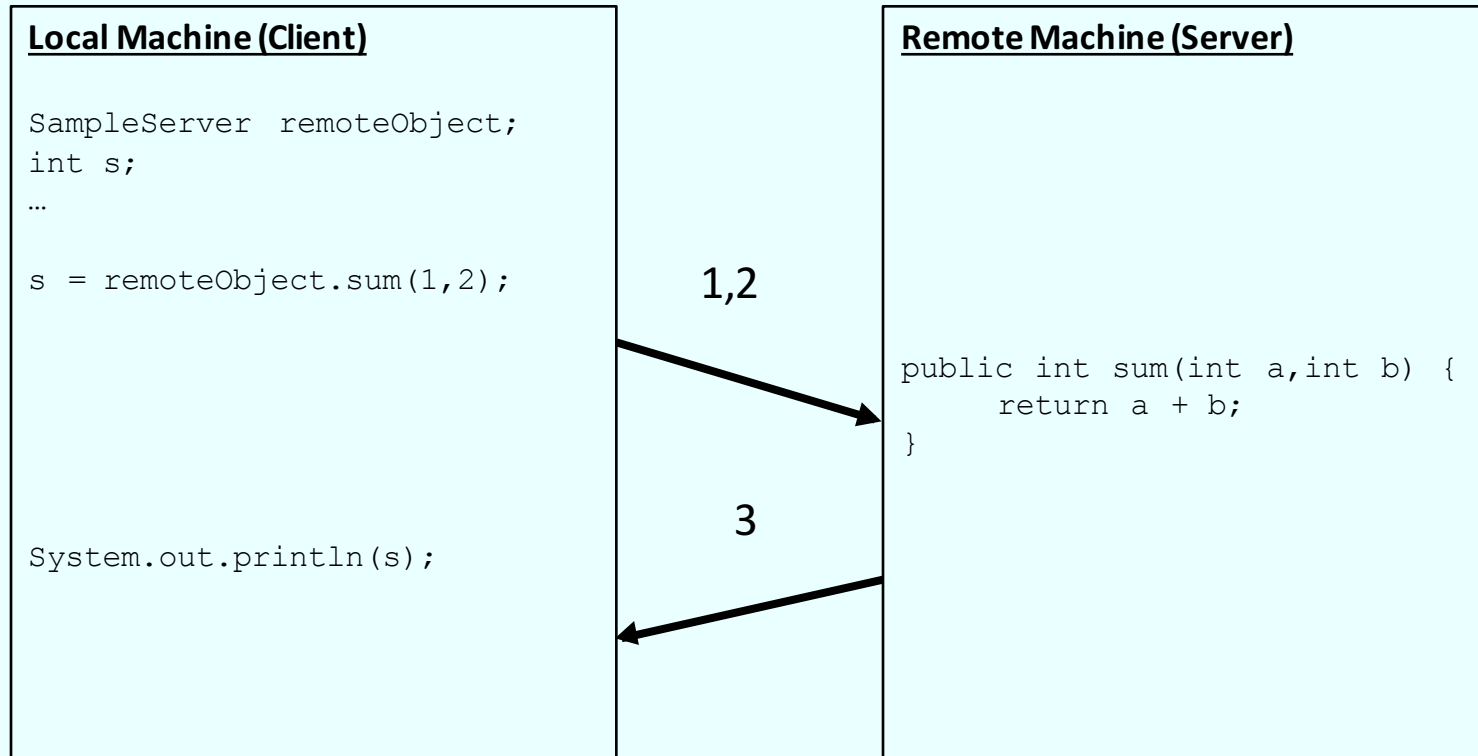 Local Machine (Client)
SampleServer remoteObject;
int s;
…
s = remoteObject.sum(1,2);
System.out.println(s);
1,2
3
Remote Machine (Server)
public int sum(int a,int b) {
return a + b;
}